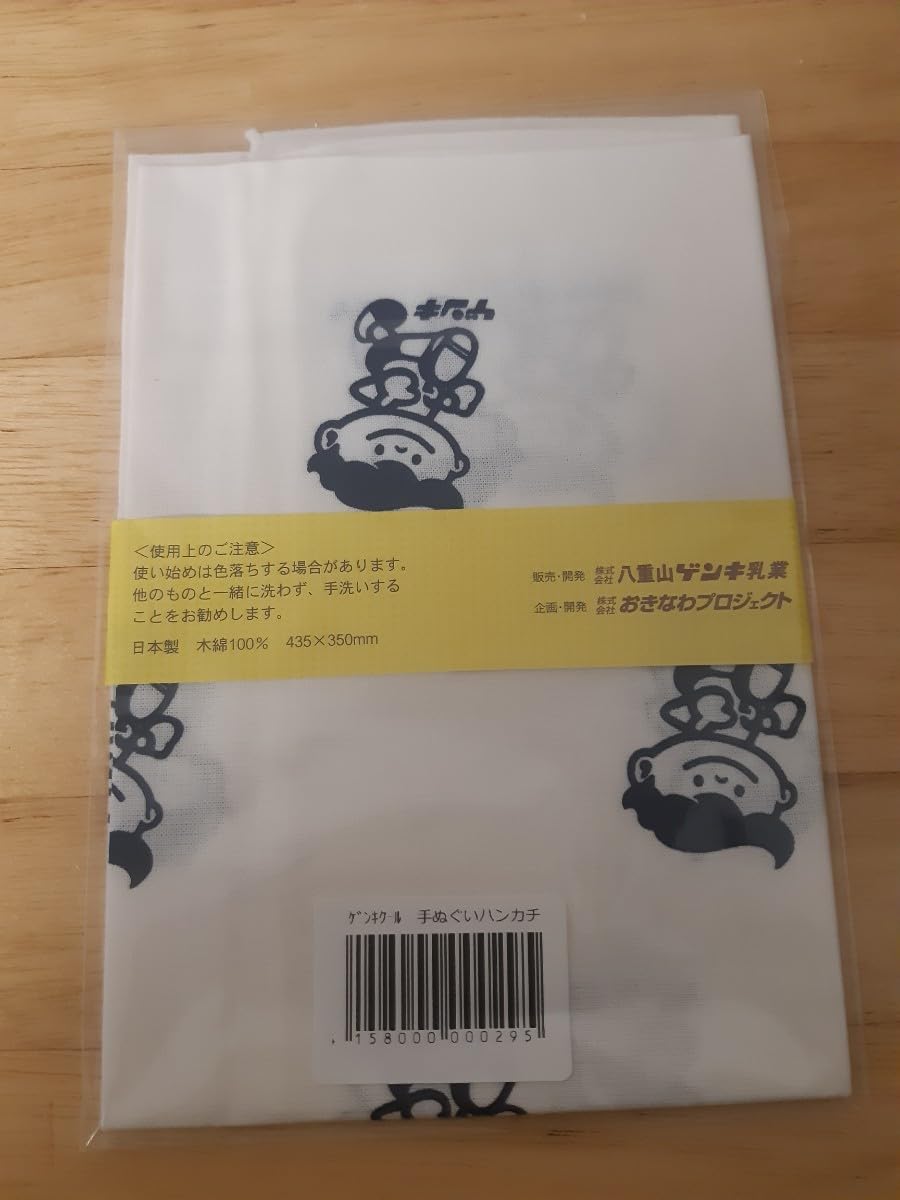 ゲンキ
＜使用上のご注意＞
使い始めは色落ちする場合があります。
他のものと一緒に洗わず、手洗いする
ことをお勧めします。
日本製 木綿100％ 435×350mm
販売・開発 株式会社 八重山ゲンキ乳業
企画・開発 株式会社 おきなわプロジェクト
ｹﾞﾝｷｸｰﾙ 手ぬぐいハンカチ
158000 000295